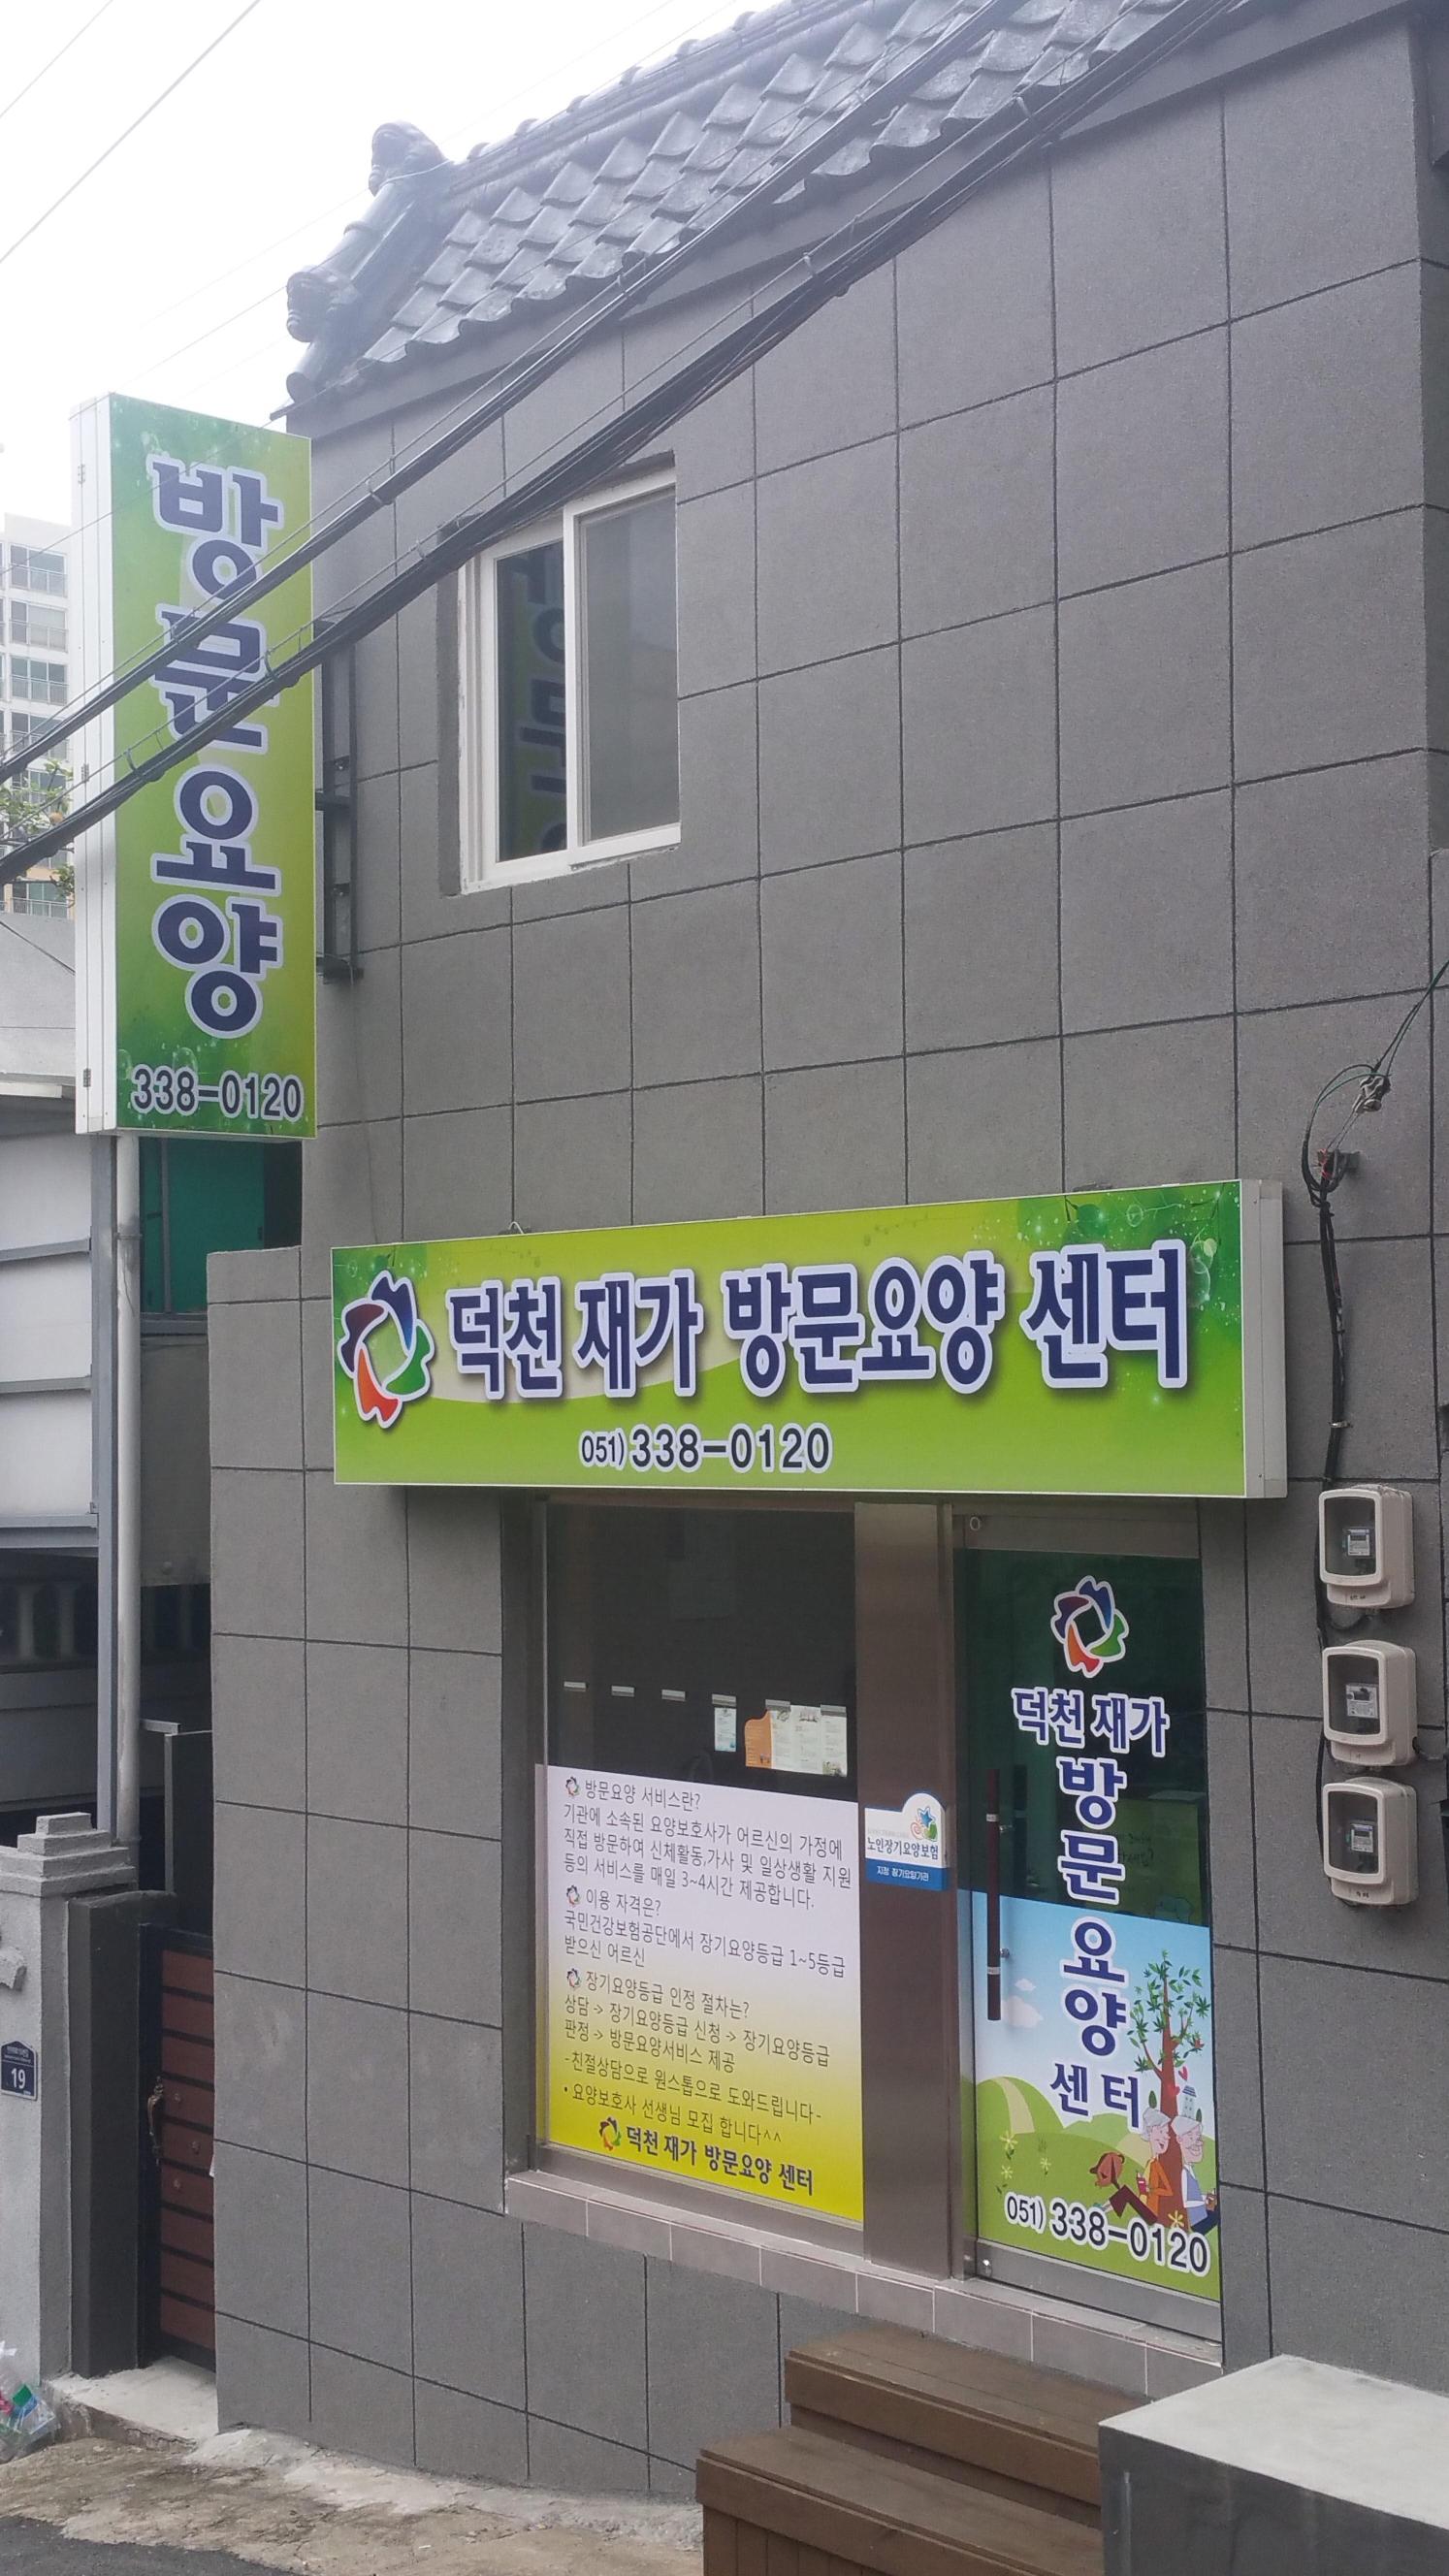 방문요양
338-0120
덕천 재가 방문요양 센터
051) 338-0120
방문요양 서비스란?
기관에 소속된 요양보호사가 어르신의 가정에
직접 방문하여 신체활동,가사 및 일상생활 지원
등의 서비스를 매일 3~4시간 제공합니다.
이용 자격은?
국민건강보험공단에서 장기요양등급 1~5등급
받으신 어르신
장기요양등급 인정 절차는?
상담 -> 장기요양등급 신청 -> 장기요양등급
판정 -> 방문요양서비스 제공
-친절상담으로 원스톱으로 도와드립니다-
• 요양보호사 선생님 모집 합니다^^
덕천 재가 방문요양 센터
노인장기요양보험
지정 장기요양기관
덕천 재가
방문요양
센터
051) 338-0120
19